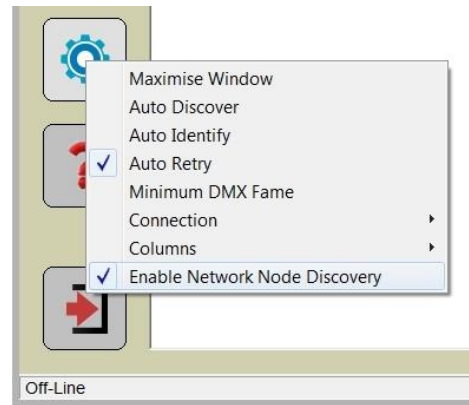 Maximise Window
Auto Discover
Auto Identify
Auto Retry
Minimum DMX Fame
Connection
Columns
Enable Network Node Discovery
Off-Line